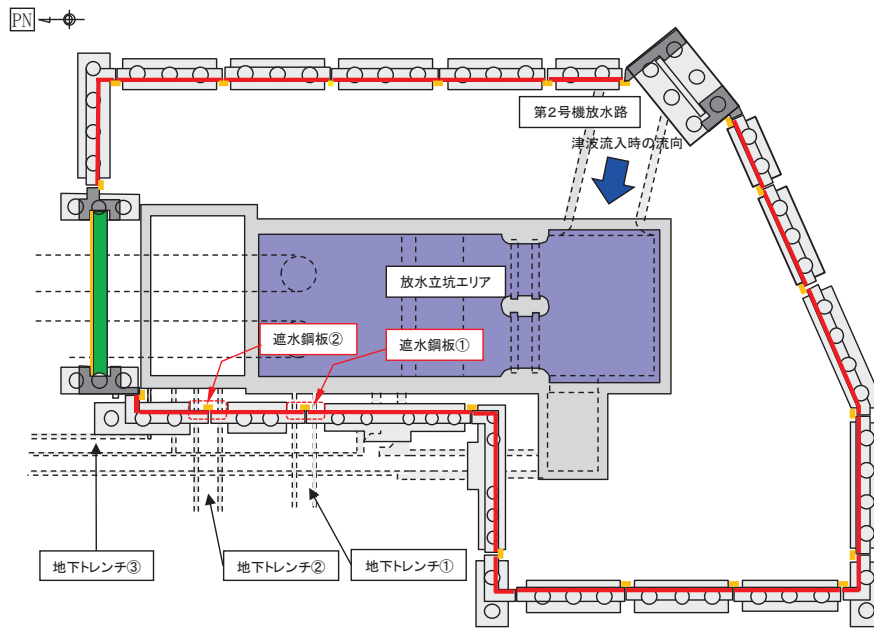 PN
第2号機放水路
津波流入時の流向
放水立坑エリア
遮水鋼板②
遮水鋼板①
地下トレンチ③
地下トレンチ②
地下トレンチ①